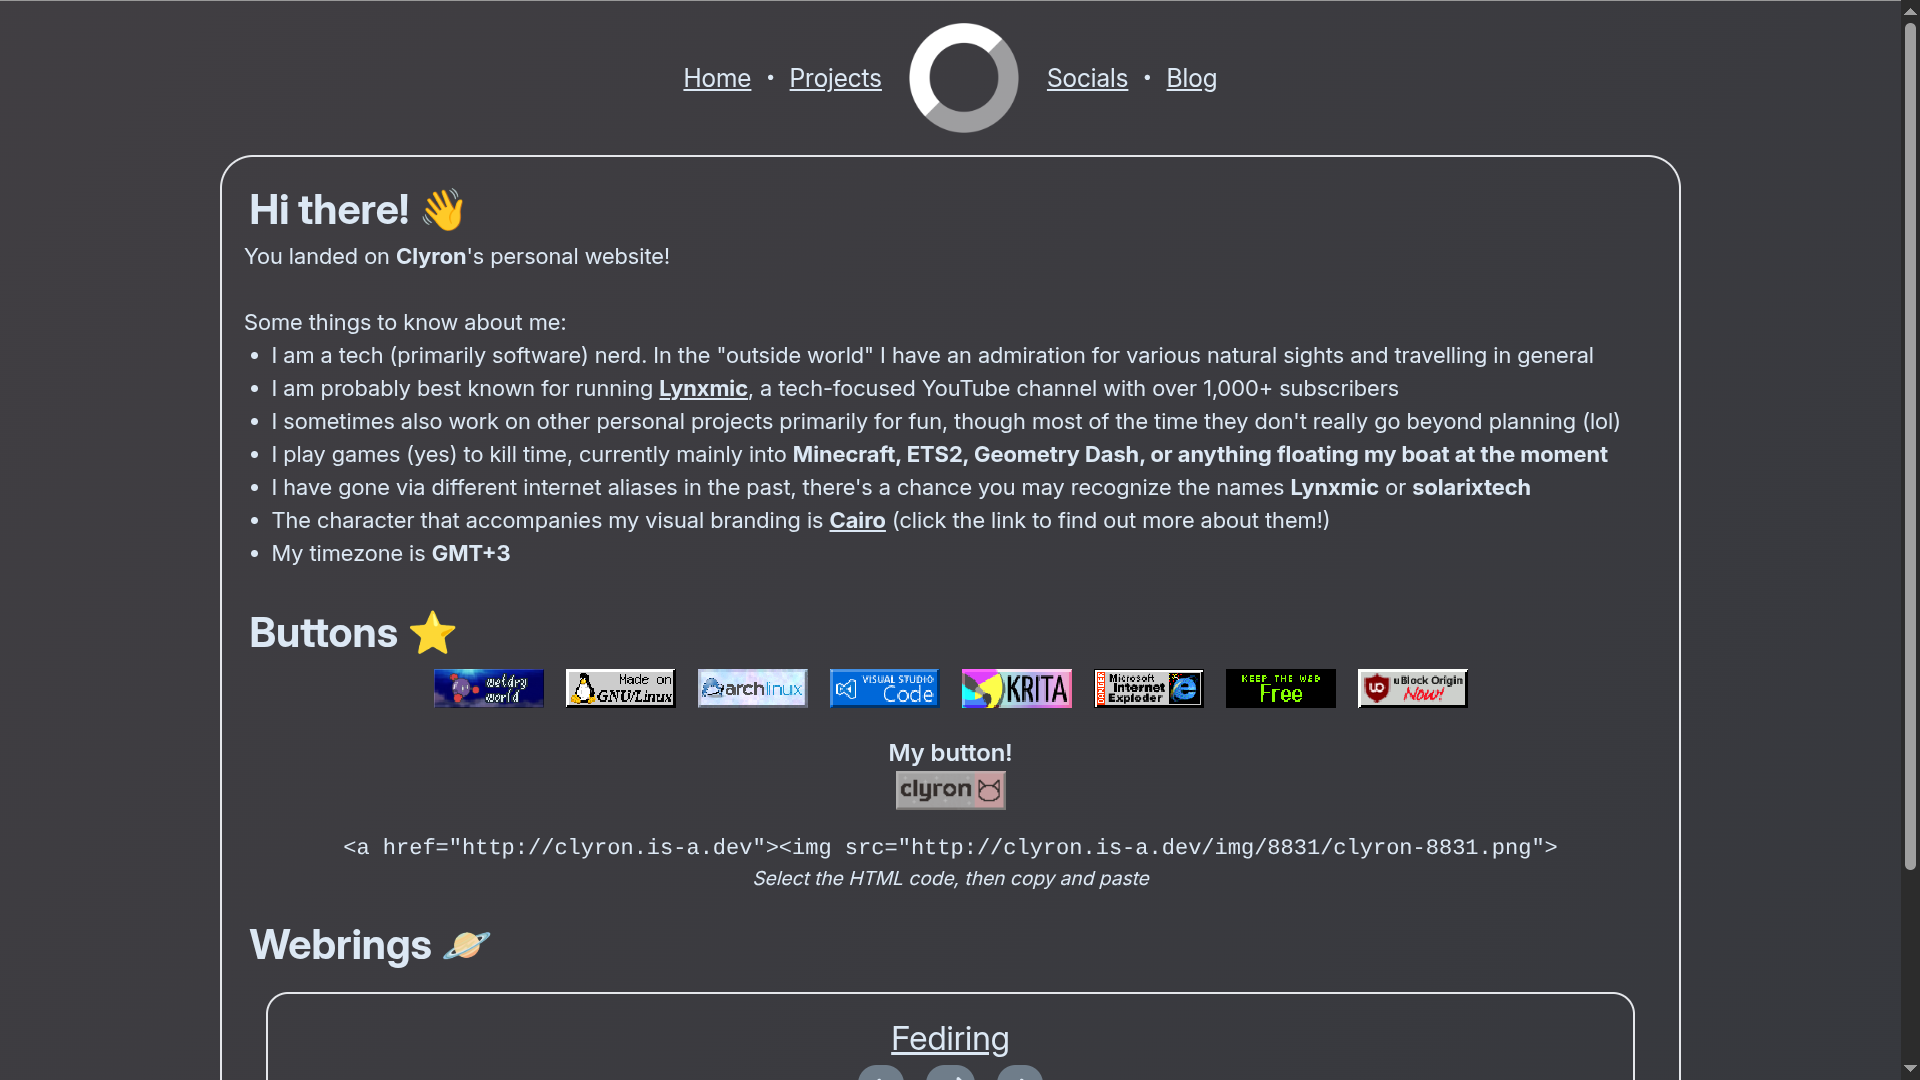 Home • Projects Socials • Blog
Hi there! 👋
You landed on Clyron's personal website!
Some things to know about me:
• I am a tech (primarily software) nerd. In the "outside world" I have an admiration for various natural sights and travelling in general
• I am probably best known for running Lynxmic, a tech-focused YouTube channel with over 1,000+ subscribers
• I sometimes also work on other personal projects primarily for fun, though most of the time they don't really go beyond planning (lol)
• I play games (yes) to kill time, currently mainly into Minecraft, ETS2, Geometry Dash, or anything floating my boat at the moment
• I have gone via different internet aliases in the past, there's a chance you may recognize the names Lynxmic or solarixtech
• The character that accompanies my visual branding is Cairo (click the link to find out more about them!)
• My timezone is GMT+3
Buttons ⭐
wetdry world
Made on GNU/Linux
archlinux
VISUAL STUDIO Code
KRITA
DANGER Microsoft Internet Exploder
KEEP THE WEB Free
UO uBlock Origin Now!
My button!
clyron
<a href="http://clyron.is-a.dev"><img src="http://clyron.is-a.dev/img/8831/clyron-8831.png">
Select the HTML code, then copy and paste
Webrings 🪐
Fediring